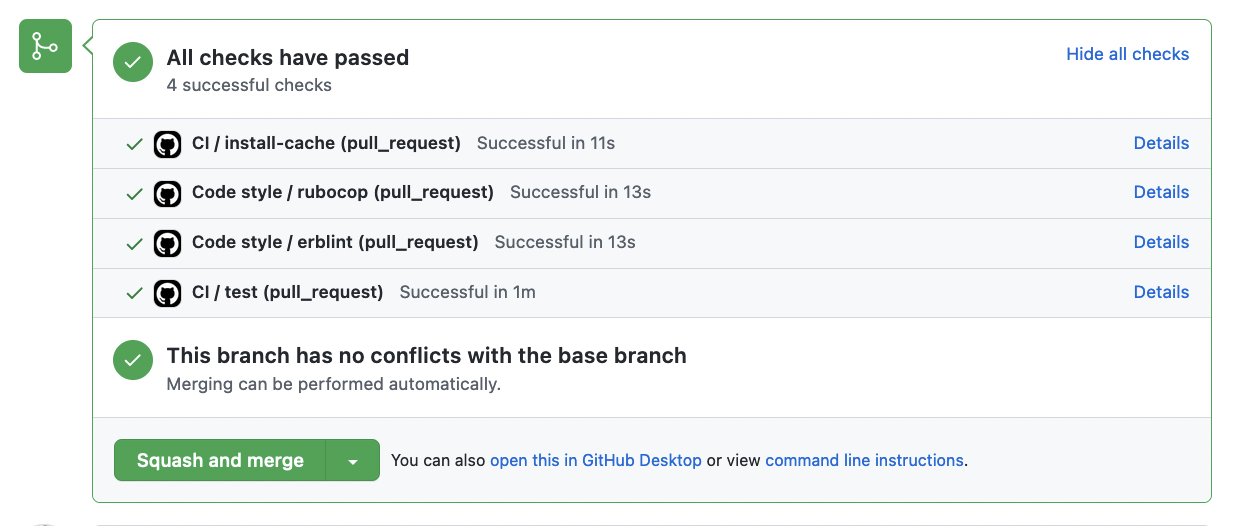 All checks have passed
Hide all checks
4 successful checks
CI / install-cache (pull_request) Successful in 11s Details
Code style / rubocop (pull_request) Successful in 13s Details
Code style / erblint (pull_request) Successful in 13s Details
CI / test (pull_request) Successful in 1m Details
This branch has no conflicts with the base branch
Merging can be performed automatically.
Squash and merge You can also open this in GitHub Desktop or view command line instructions.